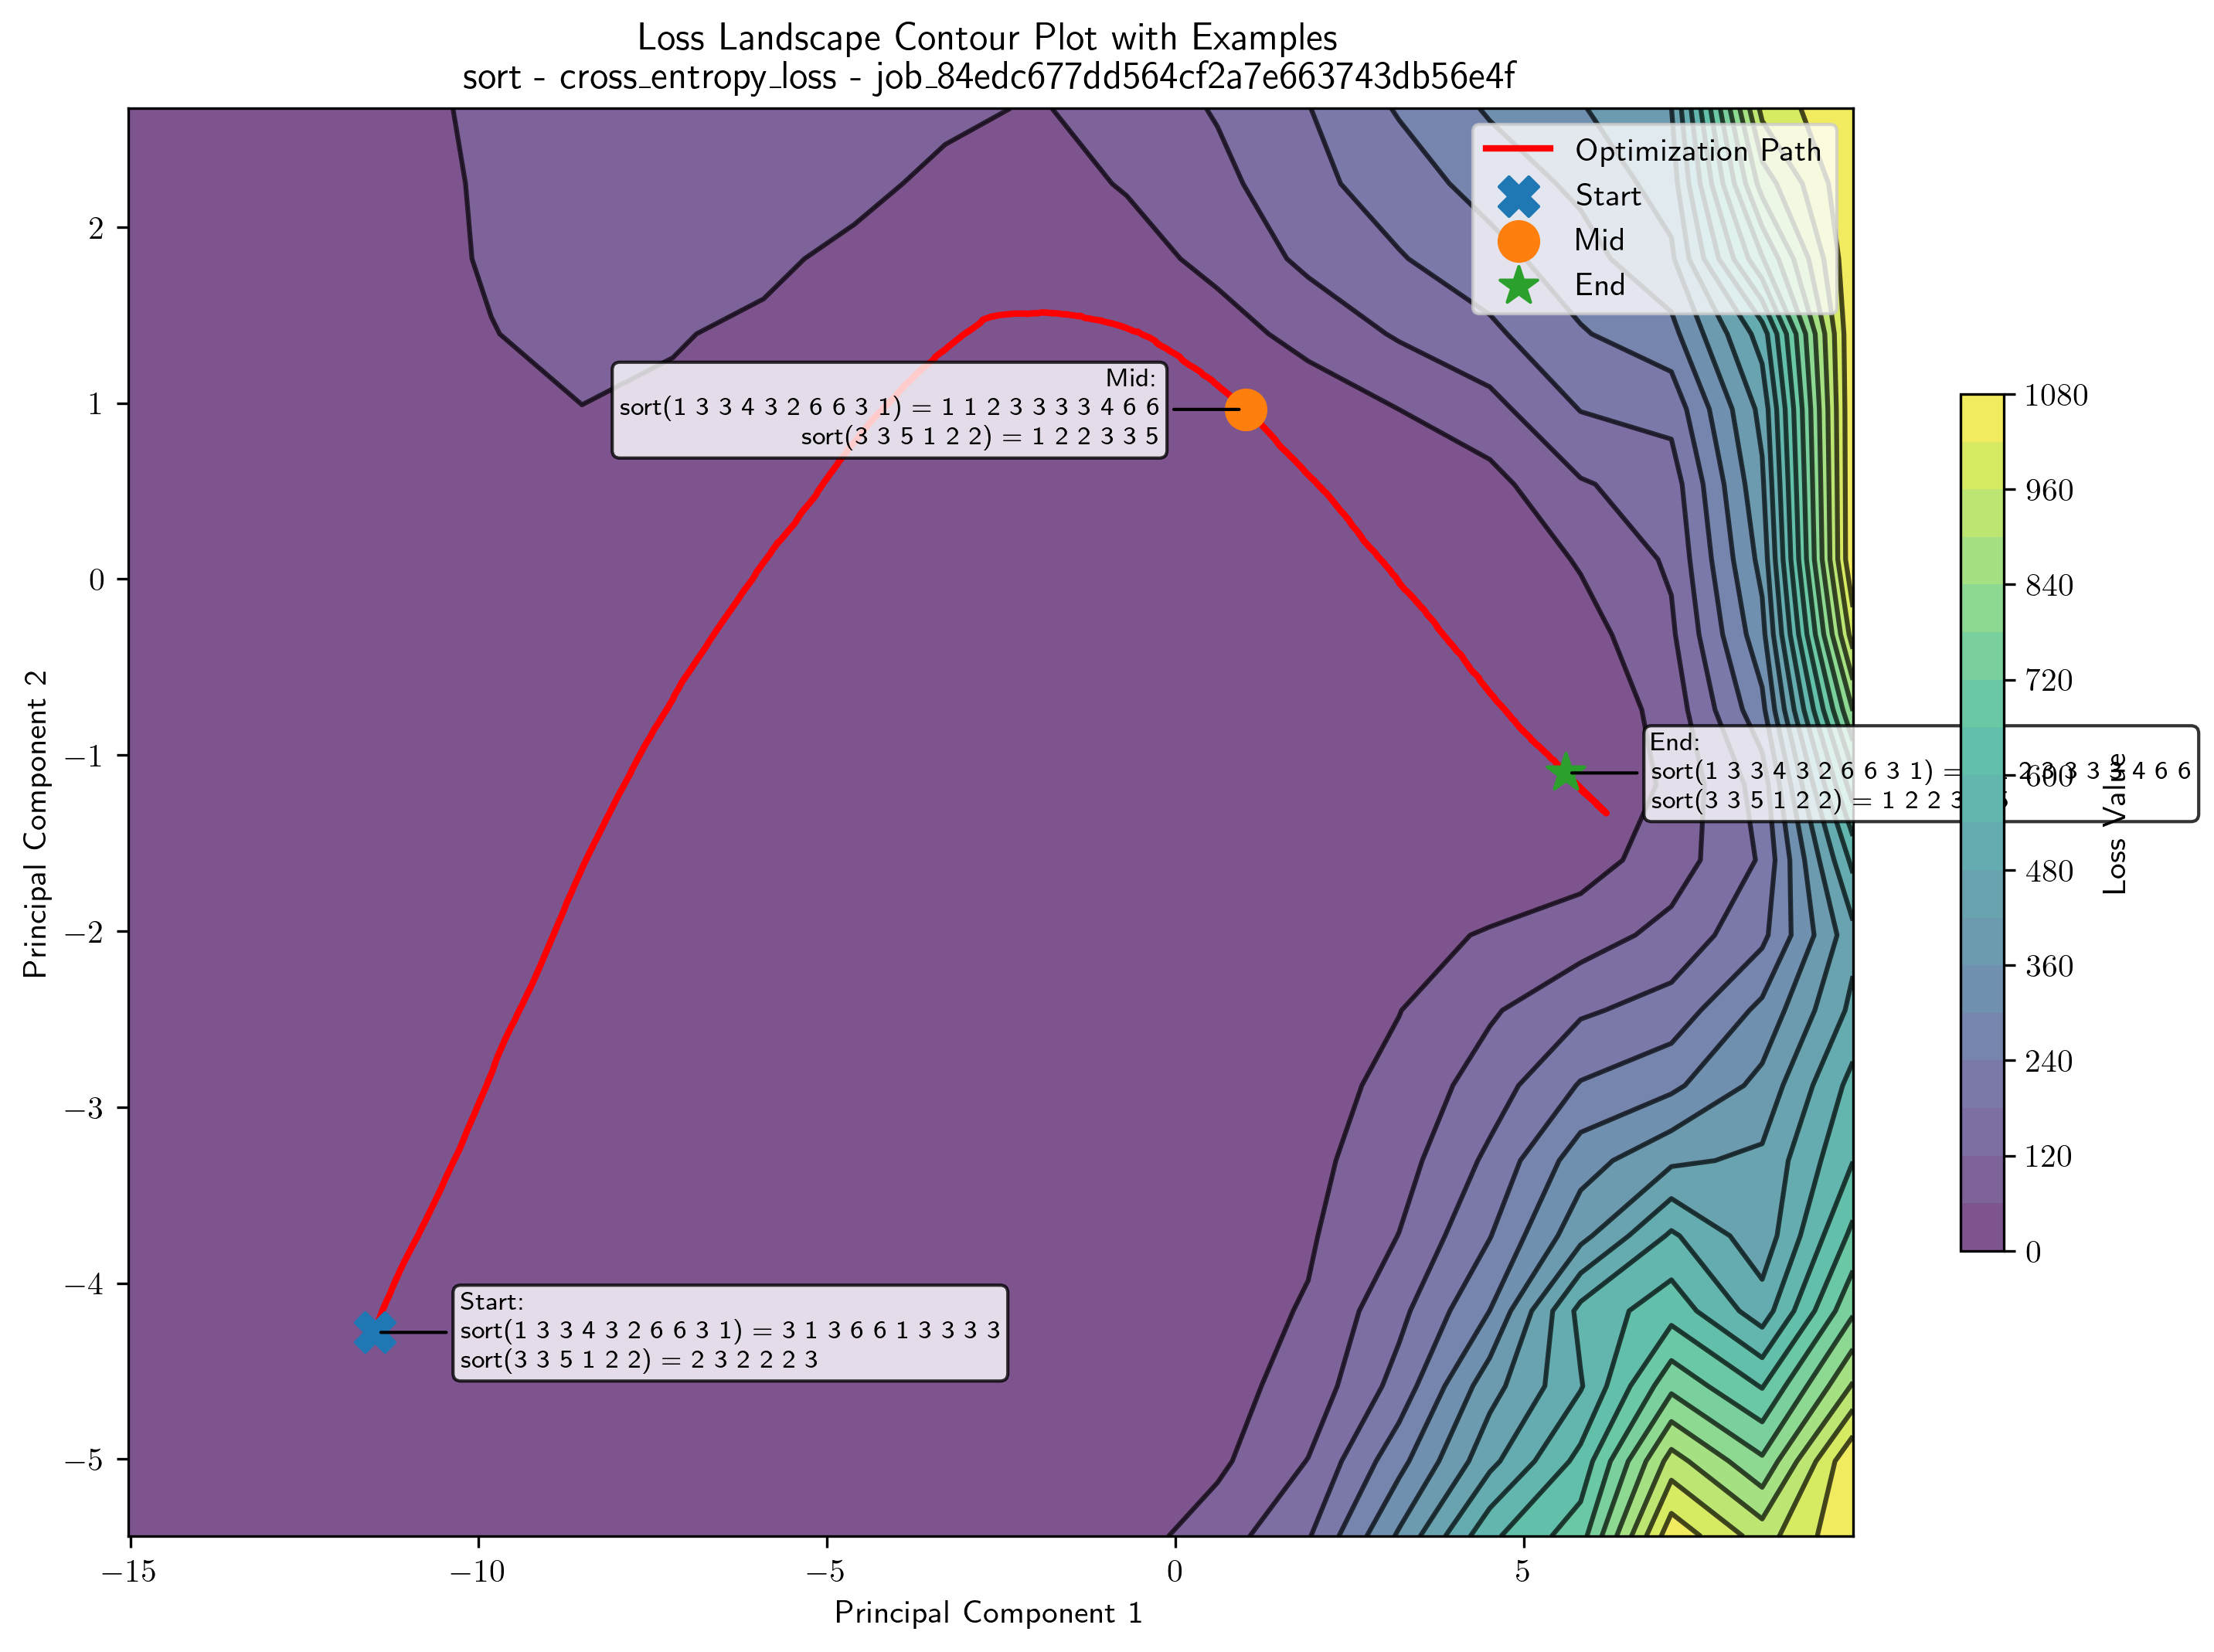 Loss Landscape Contour Plot with Examples
sort - cross_entropy_loss - job_84edc677dd564cf2a7e663743db56e4f
Optimization Path
Start
Mid
End
Mid:
sort(1 3 3 4 3 2 6 6 3 1) = 1 1 2 3 3 3 3 4 6 6
sort(3 3 5 1 2 2) = 1 2 2 3 3 5
End:
sort(1 3 3 4 3 2 6 6 3 1) = 2 3 3 3 3 4 6 6
sort(3 3 5 1 2 2) = 1 2 2 3 5
Start:
sort(1 3 3 4 3 2 6 6 3 1) = 3 1 3 6 6 1 3 3 3 3
sort(3 3 5 1 2 2) = 2 3 2 2 2 3
2
1
0
−1
−2
−3
−4
−5
Principal Component 2
−15
−10
−5
0
5
Principal Component 1
1080
960
840
720
600
480
360
240
120
0
Loss Value